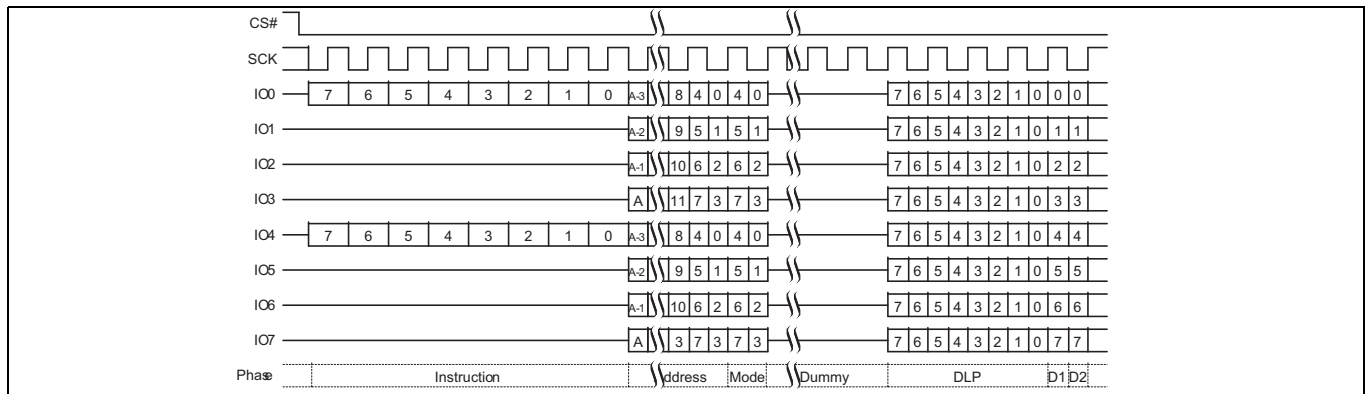 CS#
SCK
IO0 7 6 5 4 3 2 1 0 A-3 8 4 0 4 0 7 6 5 4 3 2 1 0 0 0
IO1 A-2 9 5 1 5 1 7 6 5 4 3 2 1 0 1 1
IO2 A-1 10 6 2 6 2 7 6 5 4 3 2 1 0 2 2
IO3 A 11 7 3 7 3 7 6 5 4 3 2 1 0 3 3
IO4 7 6 5 4 3 2 1 0 A-3 8 4 0 4 0 7 6 5 4 3 2 1 0 4 4
IO5 A-2 9 5 1 5 1 7 6 5 4 3 2 1 0 5 5
IO6 A-1 10 6 2 6 2 7 6 5 4 3 2 1 0 6 6
IO7 A 3 7 3 7 3 7 6 5 4 3 2 1 0 7 7
Phase Instruction ddress Mode Dummy DLP D1 D2